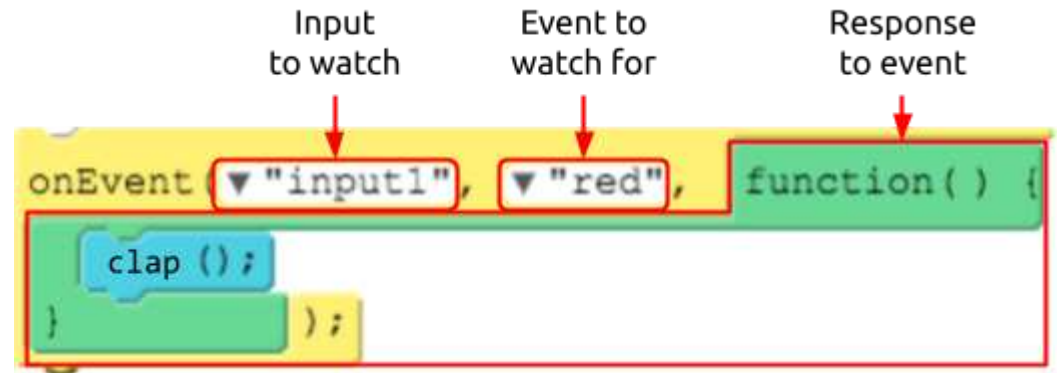 Input
to watch
Event to
watch for
Response
to event
onEvent(▼"input1", ▼"red", function() {
clap ();
} );